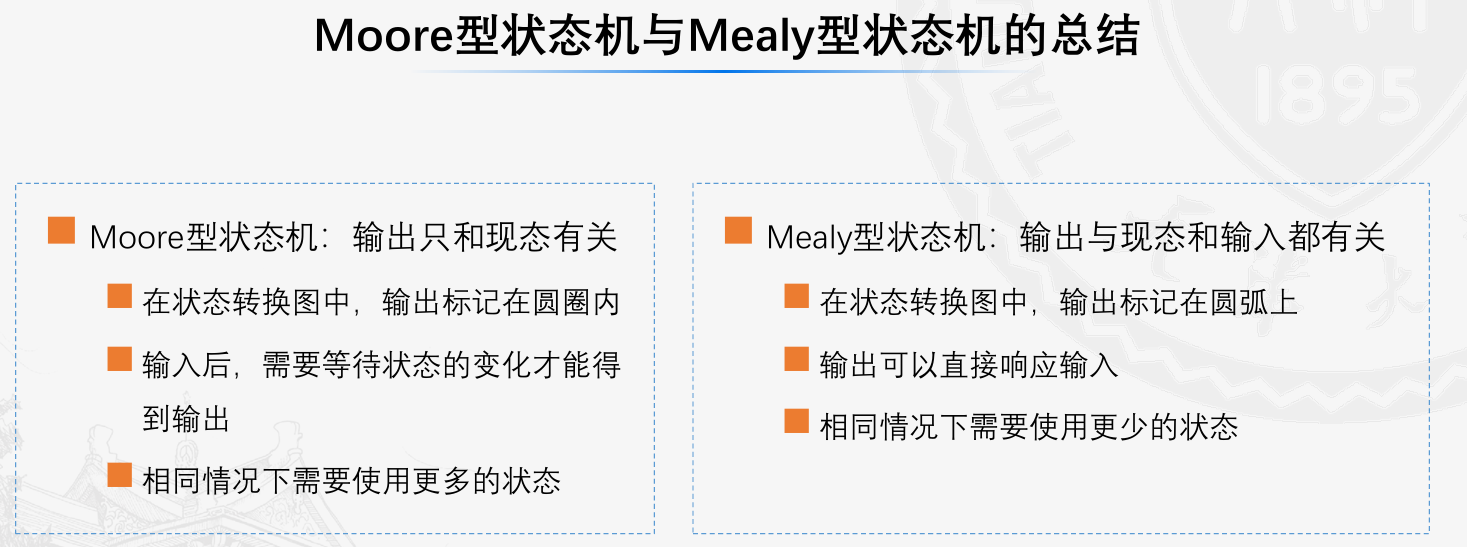 Moore型状态机与Mealy型状态机的总结
1895
TIA
Moore型状态机：输出只和现态有关
在状态转换图中，输出标记在圆圈内
输入后，需要等待状态的变化才能得
到输出
相同情况下需要使用更多的状态
Mealy型状态机：输出与现态和输入都有关
在状态转换图中，输出标记在圆弧上
输出可以直接响应输入
相同情况下需要使用更少的状态